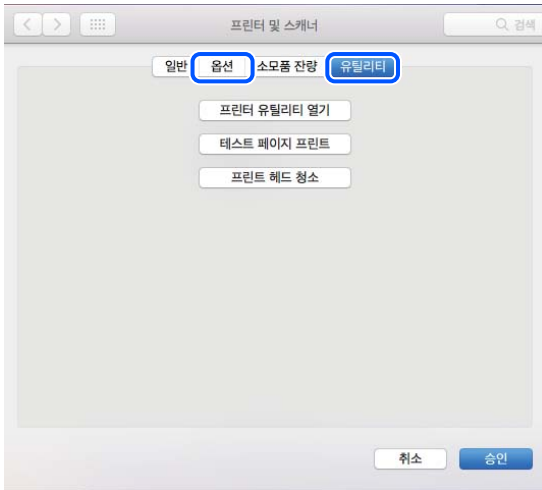 프린터 및 스캐너
검색
일반 옵션 소모품 잔량 유틸리티
프린터 유틸리티 열기
테스트 페이지 프린트
프린트 헤드 청소
취소 승인